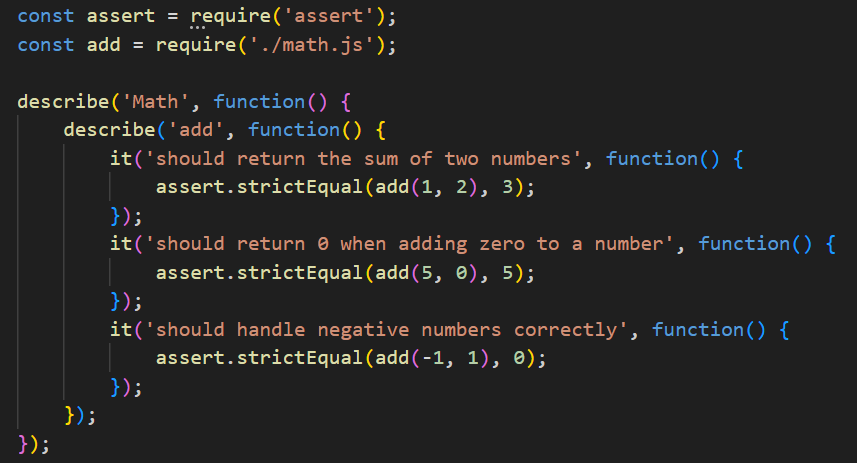 const assert = require('assert');
const add = require('./math.js');

describe('Math', function() {
    describe('add', function() {
        it('should return the sum of two numbers', function() {
            assert.strictEqual(add(1, 2), 3);
        });
        it('should return 0 when adding zero to a number', function() {
            assert.strictEqual(add(5, 0), 5);
        });
        it('should handle negative numbers correctly', function() {
            assert.strictEqual(add(-1, 1), 0);
        });
    });
});